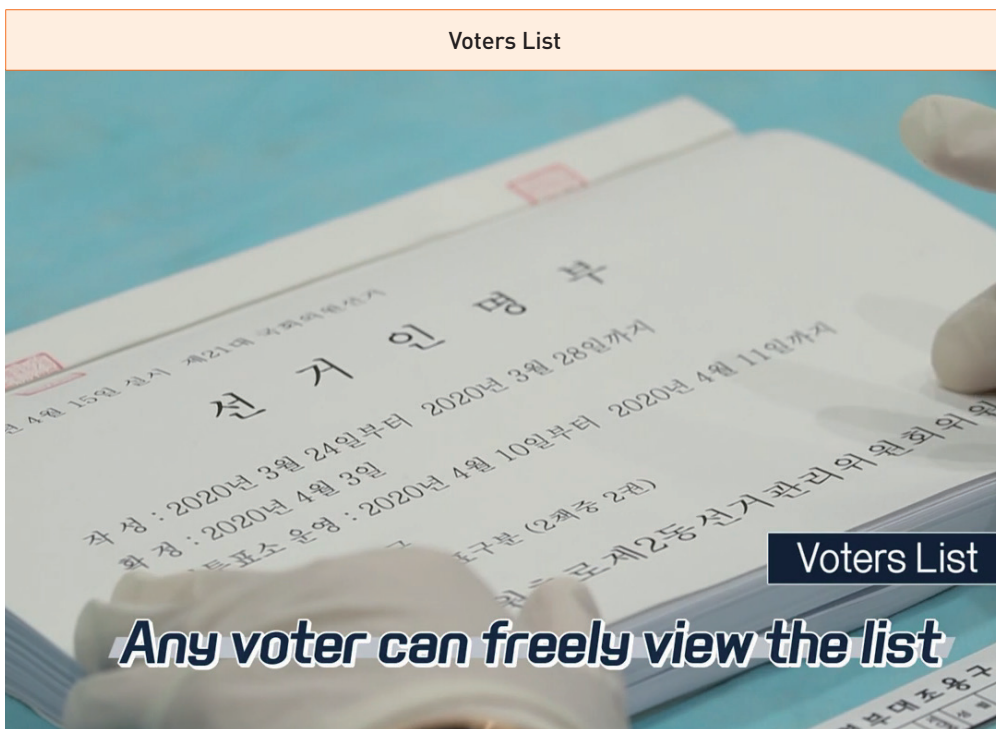 Voters List
4월 15일 실시 제21대 국회의원선거
선거인명부
작성 : 2020년 3월 24일부터 2020년 3월 28일까지
확정 : 2020년 4월 3일
투표소 운영 : 2020년 4월 10일부터 2020년 4월 11일까지
구분 (2책중 2권)
로제2동선거관리위원회위원
Voters List
Any voter can freely view the list